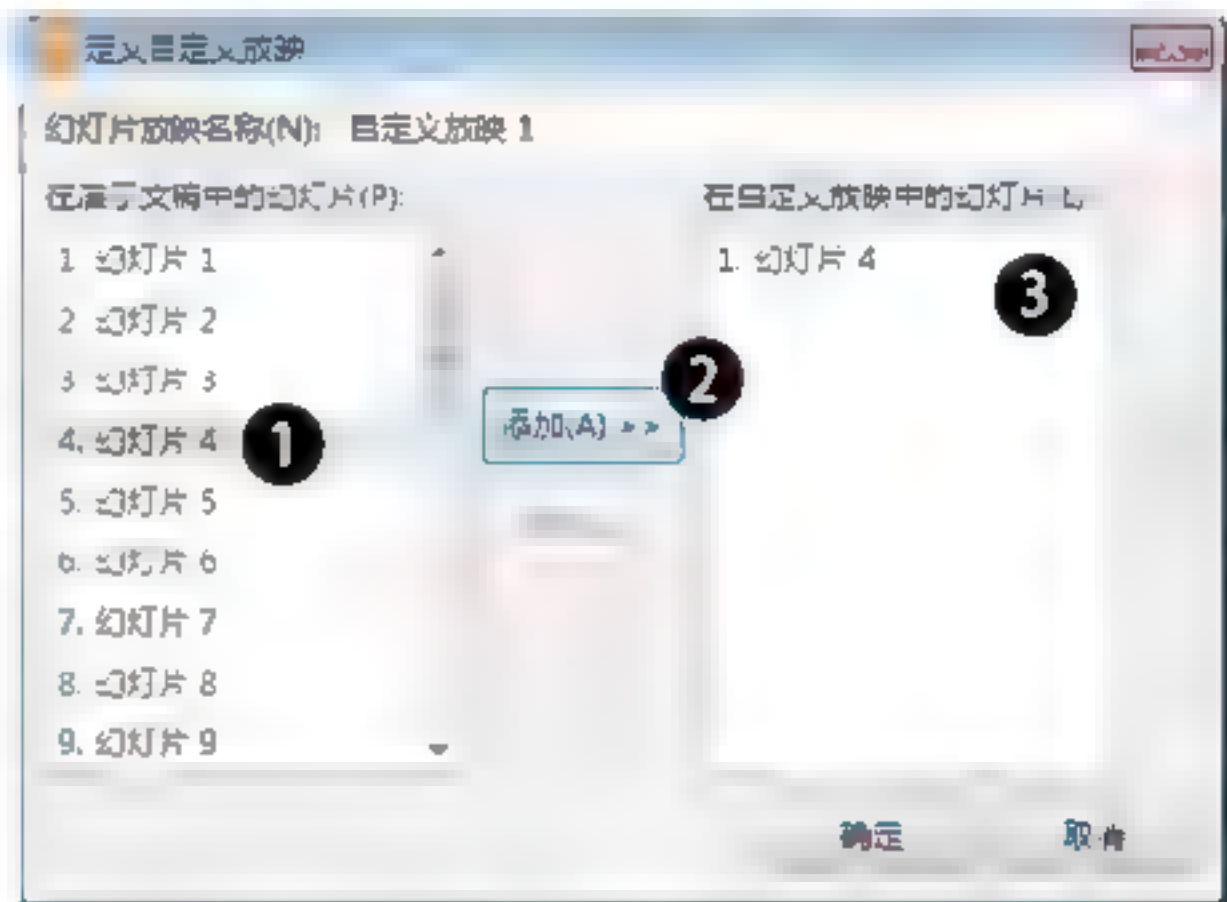 定义自定义放映
幻灯片放映名称(N): 自定义放映 1
在演示文稿中的幻灯片(P):
1. 幻灯片 1
2. 幻灯片 2
3. 幻灯片 3
4. 幻灯片 4
5. 幻灯片 5
6. 幻灯片 6
7. 幻灯片 7
8. 幻灯片 8
9. 幻灯片 9
1
添加(A) >>
2
在自定义放映中的幻灯片(L):
1. 幻灯片 4
3
确定
取消